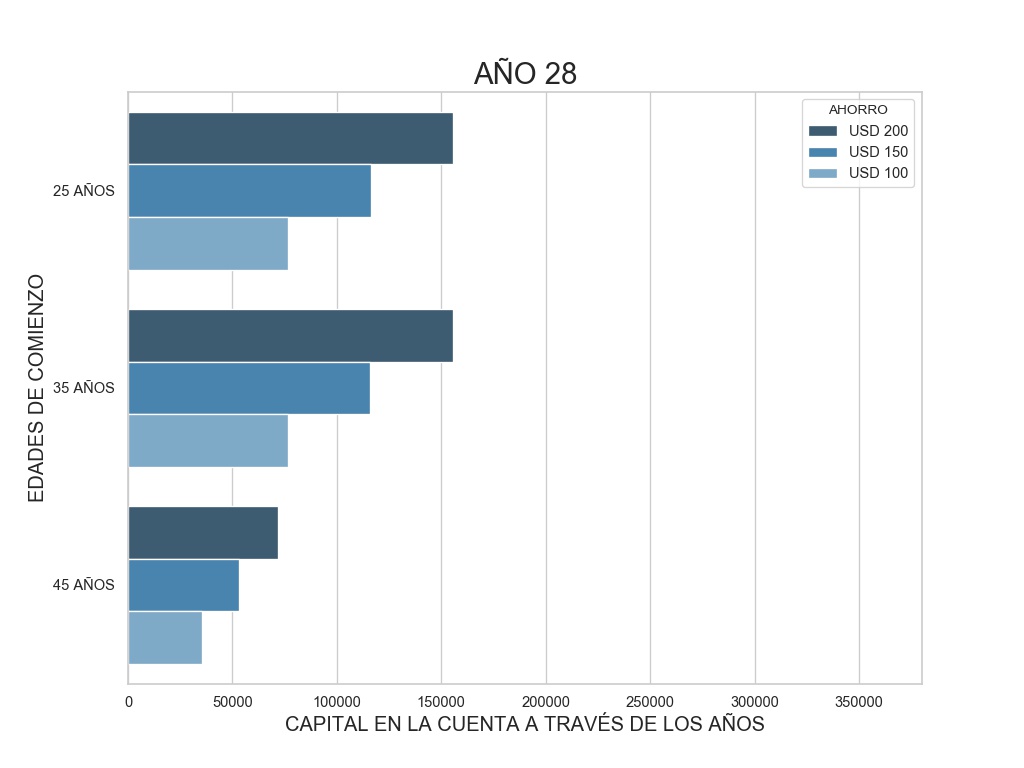 AÑO 28
AHORRO
USD 200
USD 150
USD 100
EDADES DE COMIENZO
25 AÑOS
35 AÑOS
45 AÑOS
0 50000 100000 150000 200000 250000 300000 350000
CAPITAL EN LA CUENTA A TRAVÉS DE LOS AÑOS